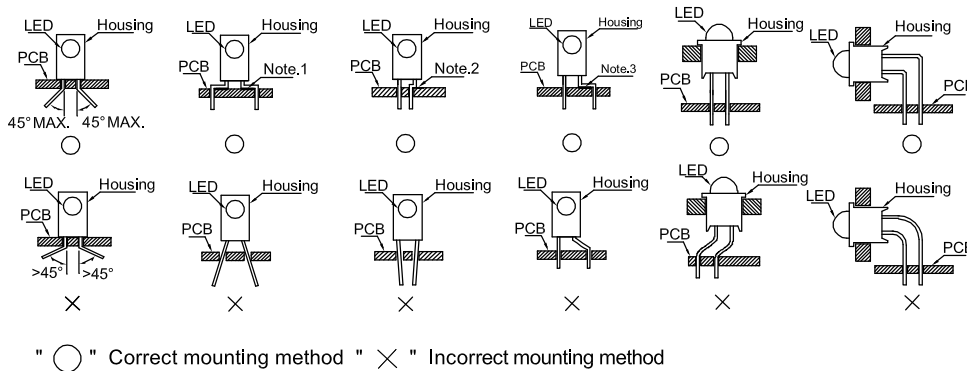 LED Housing
PCB
45° MAX. 45° MAX.
LED Housing
PCB Note.1
LED Housing
PCB Note.2
LED Housing
PCB Note.3
LED Housing
PCB
LED Housing
PCB
LED Housing
PCB
>45° >45°
LED Housing
PCB
LED Housing
PCB
LED Housing
PCB
LED Housing
PCB
LED Housing
PCB
" ◯ " Correct mounting method " ✕ " Incorrect mounting method